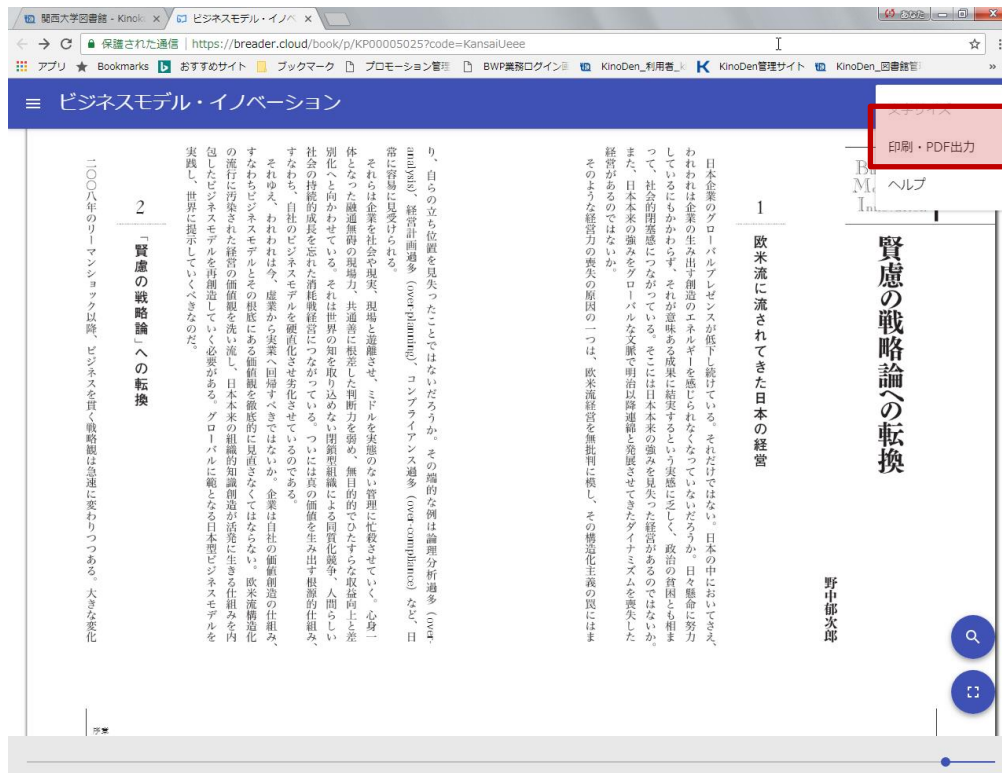 関西大学図書館 - Kinok
ビジネスモデル・イノベ
あなた
保護された通信 | https://breader.cloud/book/p/KP00005025?code=KansaiUeee
アプリ
Bookmarks
おすすめサイト
ブックマーク
プロモーション管理
BWP業務ログイン
KinoDen_利用者_
KinoDen管理サイト
KinoDen_図書館管
»
ビジネスモデル・イノベーション
文字サイズ
印刷・PDF出力
ヘルプ
賢慮の戦略論への転換
野中郁次郎
1
欧米流に流されてきた日本の経営
日本企業のグローバルプレゼンスが低下し続けている。それだけではない。日本の中においてさえ、
われわれは企業の生み出す創造のエネルギーを感じられなくなっていないだろうか。日々懸命に努力
しているにもかかわらず、それが意味ある成果に結実するという実感に乏しく、政治の貧困とも相ま
って、社会的閉塞感につながっている。そこには日本本来の強みを見失った経営があるのではないか。
また、日本本来の強みをグローバルな文脈で明治以降連綿と発展させてきたダイナミズムを喪失した
経営があるのではないか。
そのような経営力の喪失の原因の一つは、欧米流経営を無批判に模し、その構造化主義の罠にはま
り、自らの立ち位置を見失ったことではないだろうか。その端的な例は論理分析過多（over-
analysis）、経営計画過多（over-planning）、コンプライアンス過多（over-compliance）など、日
常に容易に見受けられる。
それらは企業を社会や現実、現場と遊離させ、ミドルを実態のない管理に忙殺させていく。心身一
体となった融通無碍の現場力、共通善に根差した判断力を弱め、無目的的でひたすらな収益向上と差
別化へと向かわせている。それは世界の知を取り込めない閉鎖型組織による同質化競争、人間らしい
社会の持続的成長を忘れた消耗戦経営につながっている。ついには真の価値を生み出す根源的仕組み、
すなわち、自社のビジネスモデルを硬直化させ劣化させているのである。
それゆえ、われわれは今、虚業から実業へ回帰すべきではないか。企業は自社の価値創造の仕組み、
すなわちビジネスモデルとその根底にある価値観を徹底的に見直さなくてはならない。欧米流構造化
の流行に汚染された経営の価値観を洗い流し、日本本来の組織的知識創造が活発に生きる仕組みを内
包したビジネスモデルを再創造していく必要がある。グローバルに範となる日本型ビジネスモデルを
実践し、世界に提示していくべきなのだ。
2
「賢慮の戦略論」への転換
二〇〇八年のリーマンショック以降、ビジネスを貫く戦略観は急速に変わりつつある。大きな変化